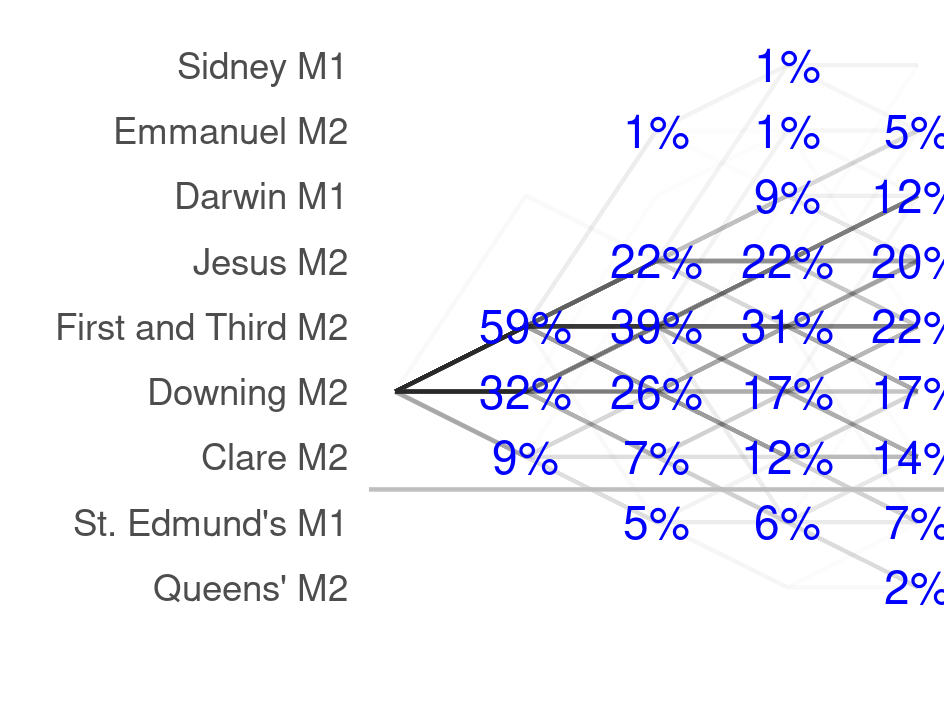 Sidney M1 1%
Emmanuel M2 1% 1% 5%
Darwin M1 9% 12%
Jesus M2 22% 22% 20%
First and Third M2 59% 39% 31% 22%
Downing M2 32% 26% 17% 17%
Clare M2 9% 7% 12% 14%
St. Edmund's M1 5% 6% 7%
Queens' M2 2%